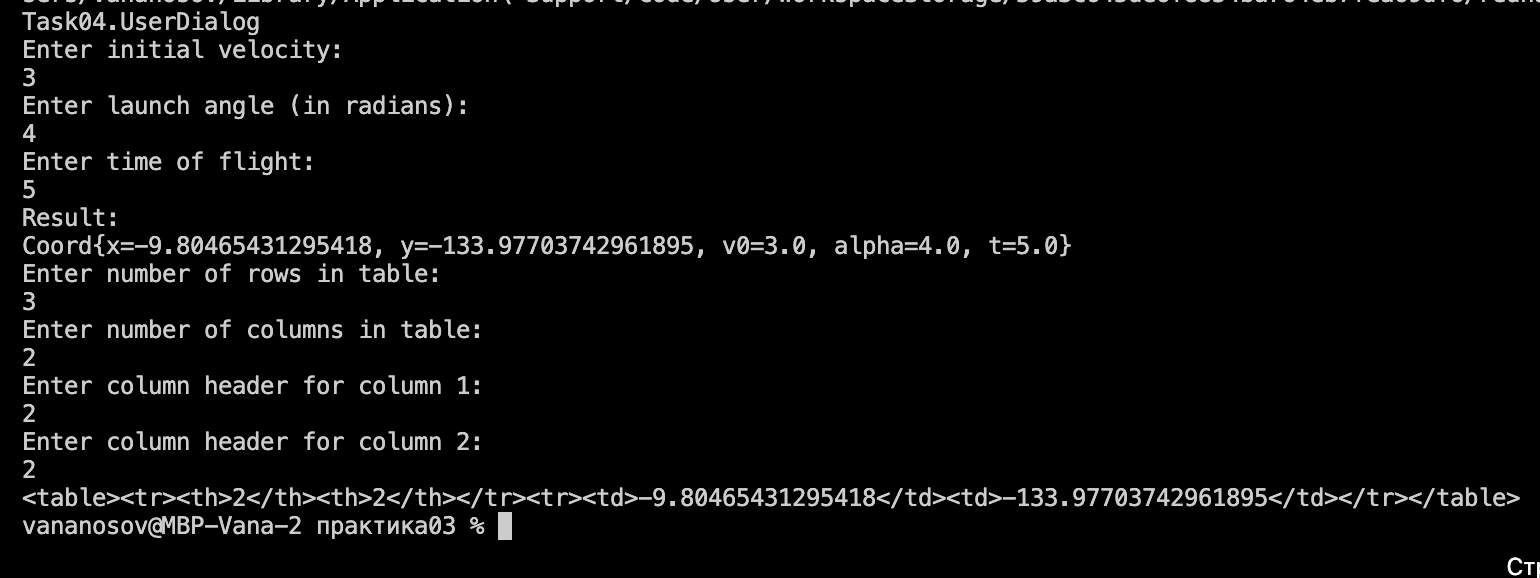 Task04.UserDialog
Enter initial velocity:
3
Enter launch angle (in radians):
4
Enter time of flight:
5
Result:
Coord{x=-9.80465431295418, y=-133.97703742961895, v0=3.0, alpha=4.0, t=5.0}
Enter number of rows in table:
3
Enter number of columns in table:
2
Enter column header for column 1:
2
Enter column header for column 2:
2
<table><tr><th>2</th><th>2</th></tr><tr><td>-9.80465431295418</td><td>-133.97703742961895</td></tr></table>
vananosov@MBP-Vana-2 практика03 %